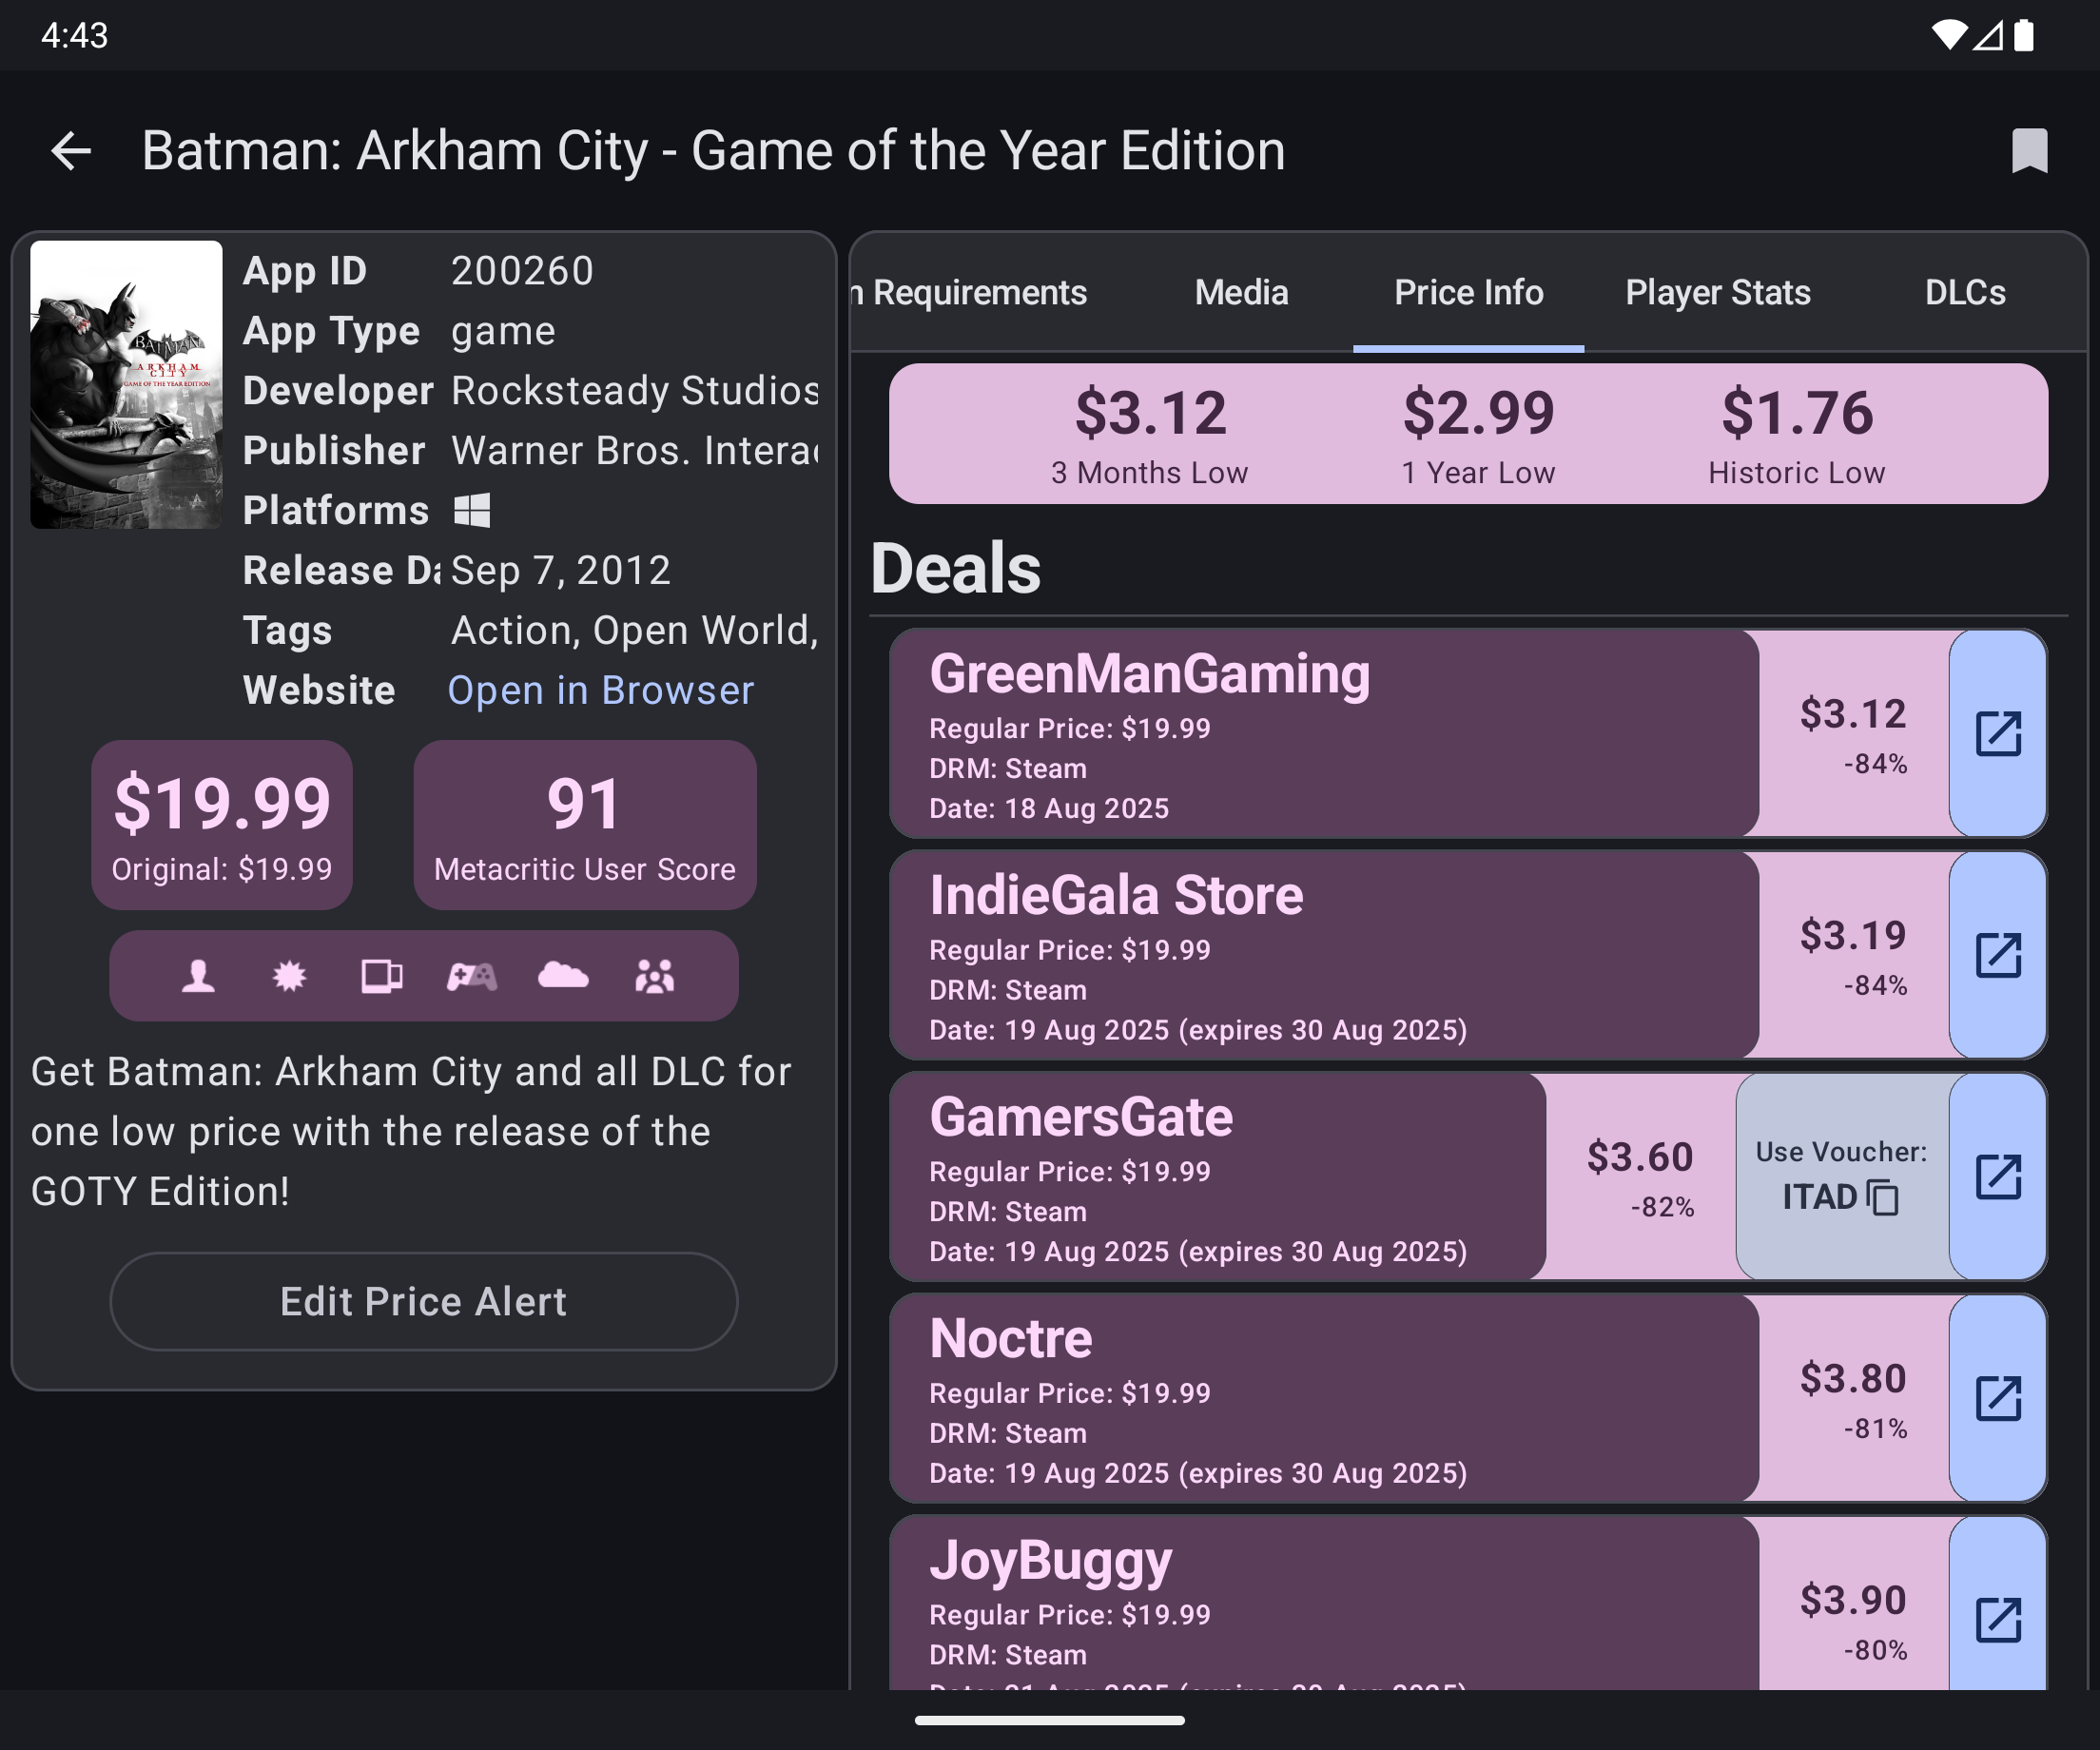 4:43
Batman: Arkham City - Game of the Year Edition
BATMAN
ARKHAM
CITY
GAME OF THE YEAR EDITION
App ID 200260
App Type game
Developer Rocksteady Studios
Publisher Warner Bros. Interac
Platforms
Release Da Sep 7, 2012
Tags Action, Open World,
Website Open in Browser
$19.99
Original: $19.99
91
Metacritic User Score
Get Batman: Arkham City and all DLC for
one low price with the release of the
GOTY Edition!
Edit Price Alert
n Requirements Media Price Info Player Stats DLCs
$3.12 $2.99 $1.76
3 Months Low 1 Year Low Historic Low
Deals
GreenManGaming
Regular Price: $19.99
DRM: Steam
Date: 18 Aug 2025
$3.12
-84%
IndieGala Store
Regular Price: $19.99
DRM: Steam
Date: 19 Aug 2025 (expires 30 Aug 2025)
$3.19
-84%
GamersGate
Regular Price: $19.99
DRM: Steam
Date: 19 Aug 2025 (expires 30 Aug 2025)
$3.60
-82%
Use Voucher:
ITAD
Noctre
Regular Price: $19.99
DRM: Steam
Date: 19 Aug 2025 (expires 30 Aug 2025)
$3.80
-81%
JoyBuggy
Regular Price: $19.99
DRM: Steam
$3.90
-80%